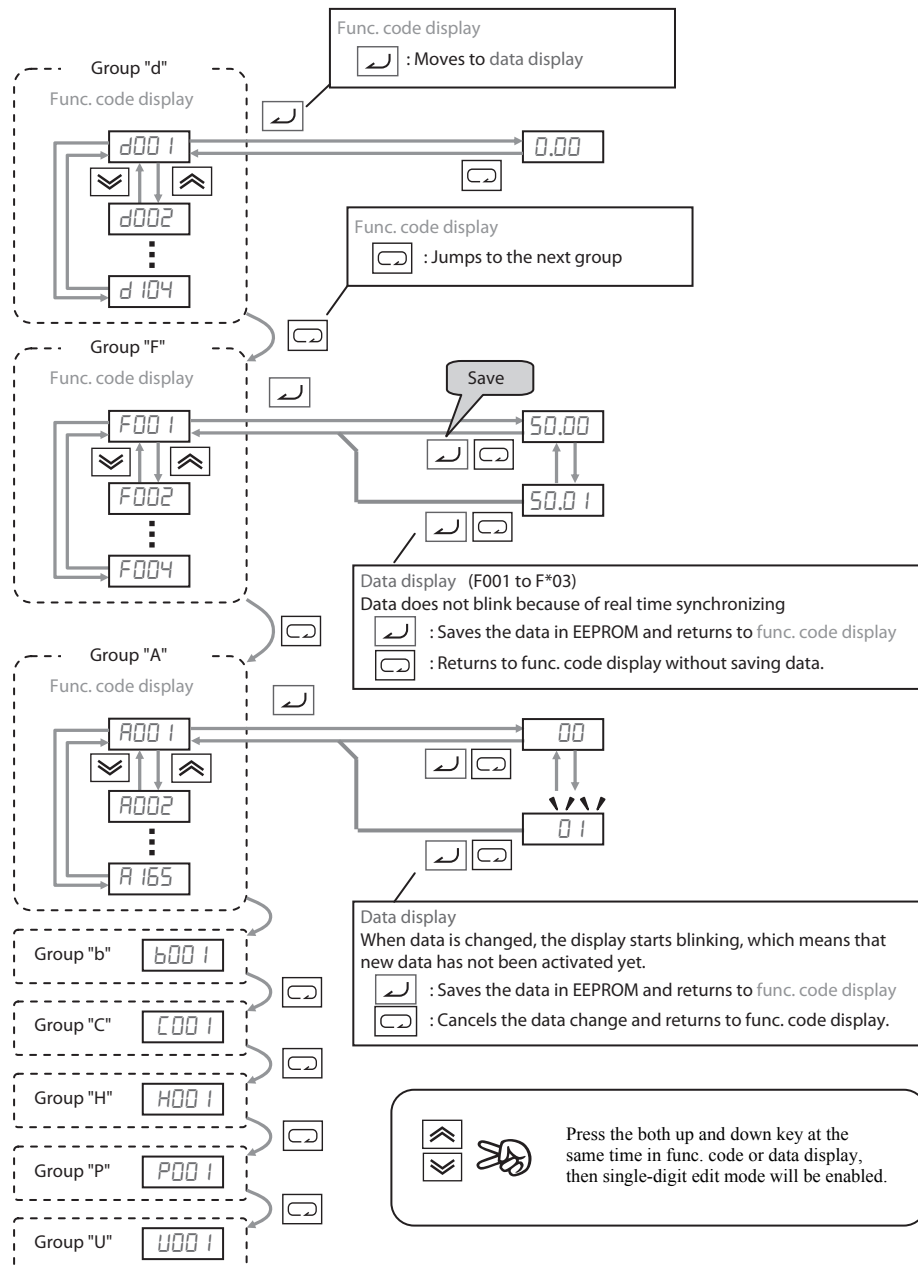 Func. code display
: Moves to data display
Group "d"
Func. code display
d001
0.00
d002
d104
Func. code display
: Jumps to the next group
Group "F"
Func. code display
Save
F001
50.00
F002
50.01
F004
Data display (F001 to F*03)
Data does not blink because of real time synchronizing
: Saves the data in EEPROM and returns to func. code display
: Returns to func. code display without saving data.
Group "A"
Func. code display
A001
00
A002
01
A165
Data display
When data is changed, the display starts blinking, which means that
new data has not been activated yet.
: Saves the data in EEPROM and returns to func. code display
: Cancels the data change and returns to func. code display.
Group "b" b001
Group "C" C001
Group "H" H001
Group "P" P001
Group "U" U001
Press the both up and down key at the
same time in func. code or data display,
then single-digit edit mode will be enabled.